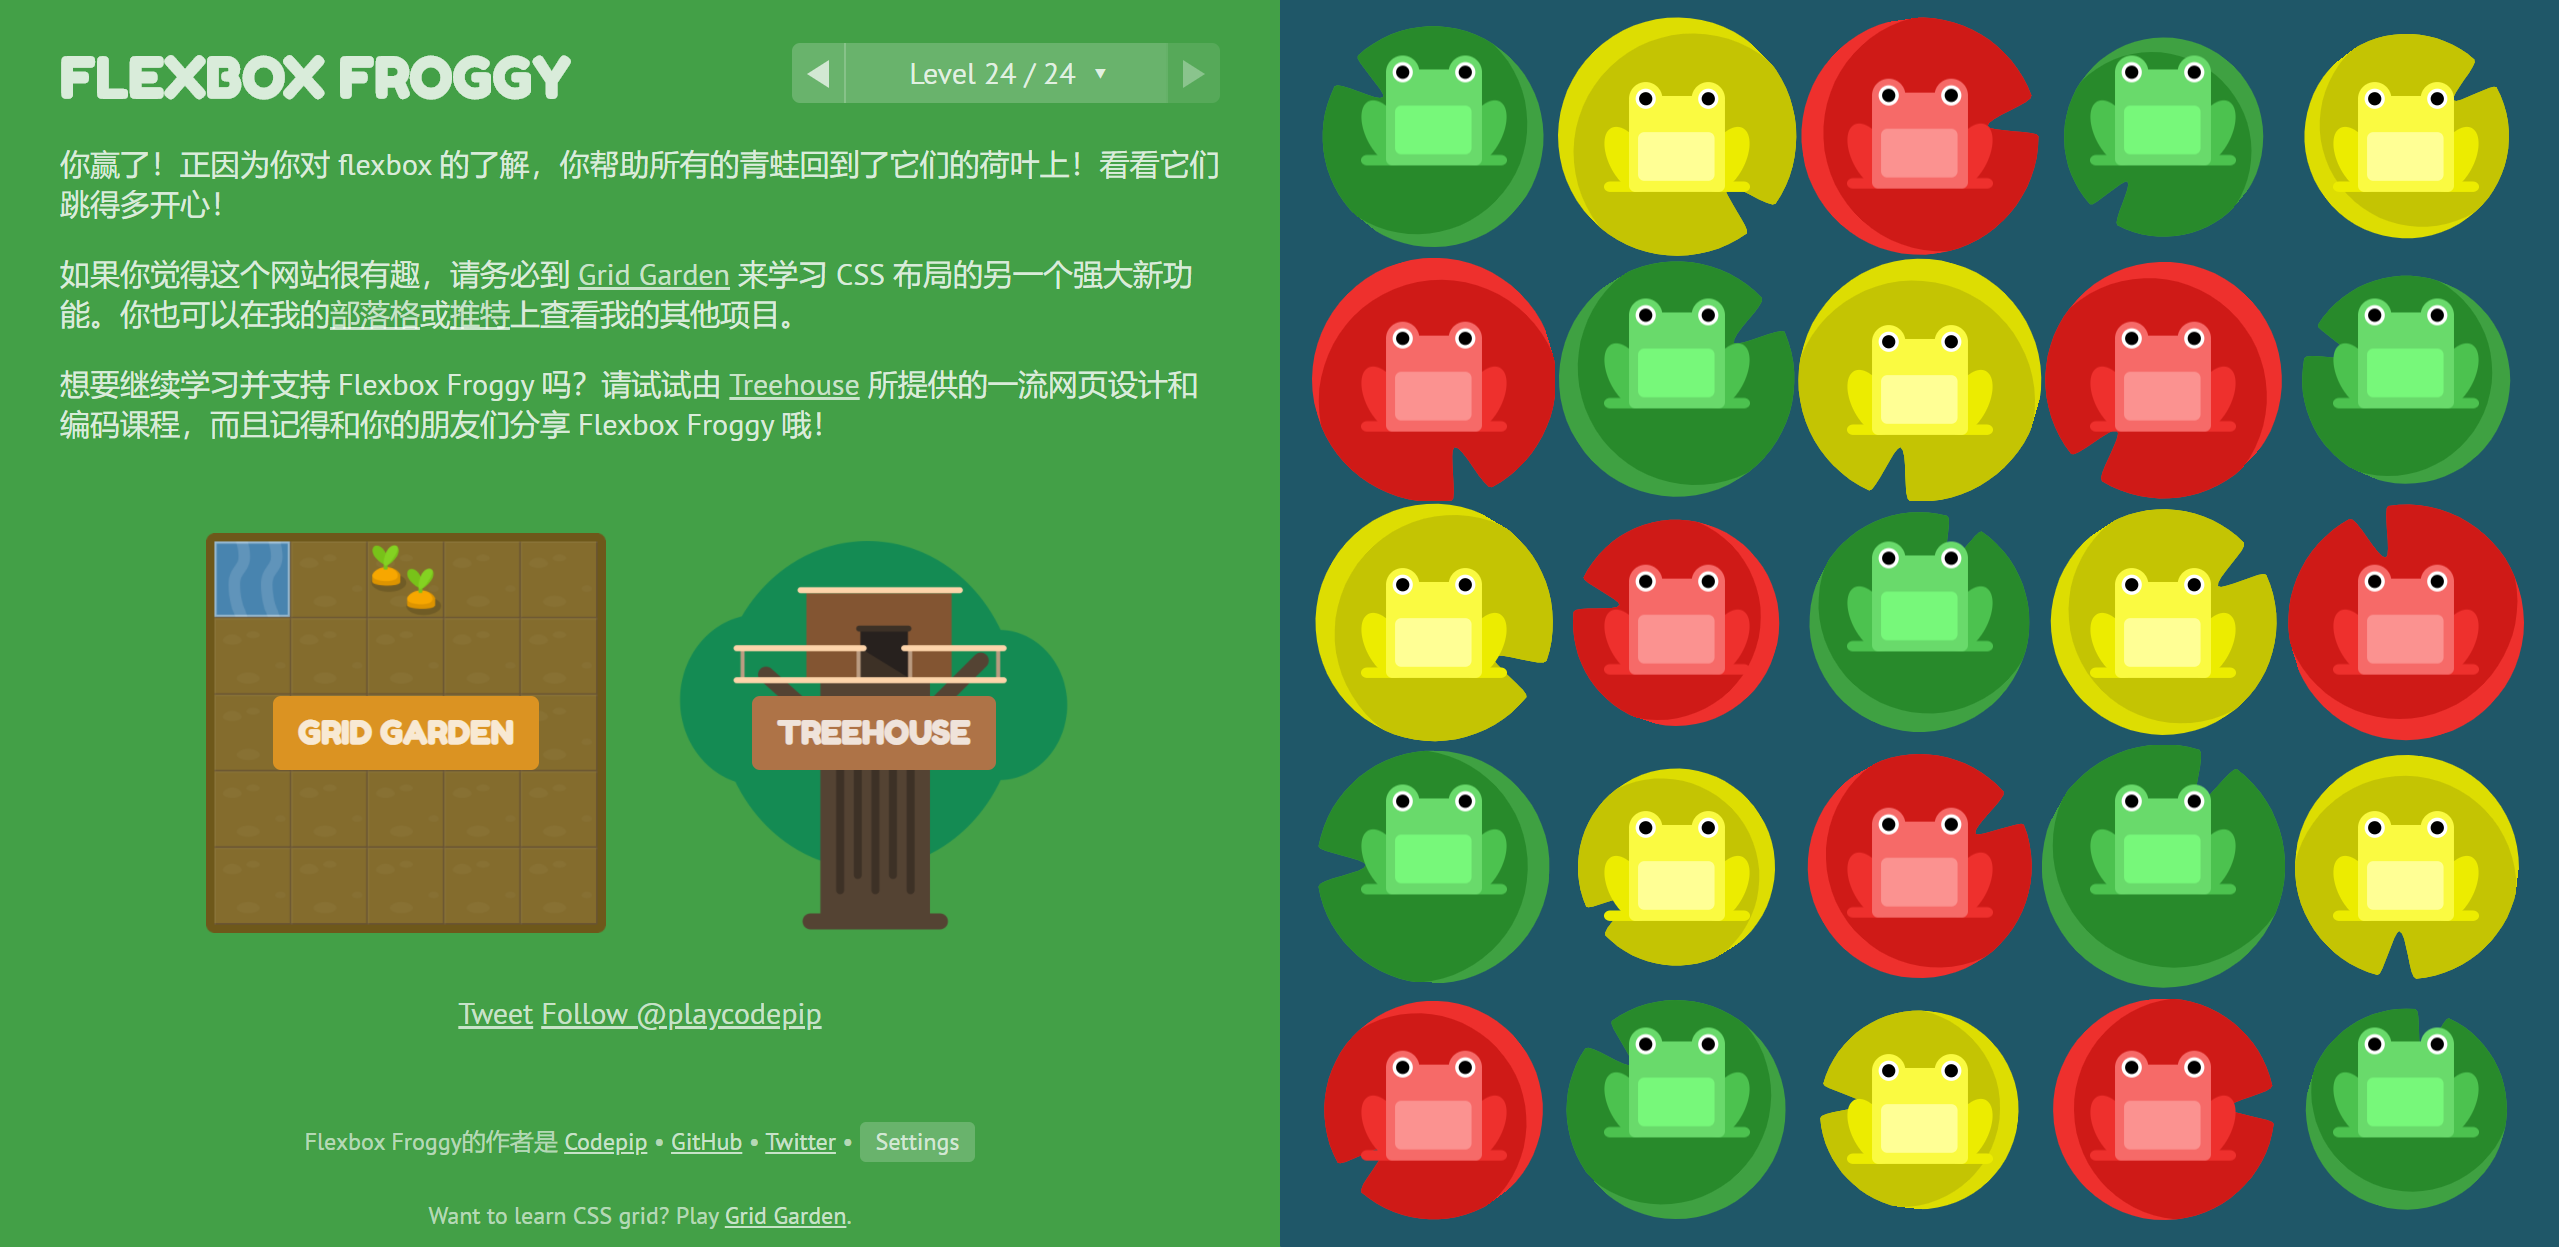 FLEXBOX FROGGY
Level 24 / 24 ▼
你赢了！正因为你对 flexbox 的了解，你帮助所有的青蛙回到了它们的荷叶上！看看它们
跳得多开心！
如果你觉得这个网站很有趣，请务必到 Grid Garden 来学习 CSS 布局的另一个强大新功
能。你也可以在我的部落格或推特上查看我的其他项目。
想要继续学习并支持 Flexbox Froggy 吗？请试试由 Treehouse 所提供的一流网页设计和
编码课程，而且记得和你的朋友们分享 Flexbox Froggy 哦！
GRID GARDEN
TREEHOUSE
Tweet Follow @playcodepip
Flexbox Froggy的作者是 Codepip • GitHub • Twitter • Settings
Want to learn CSS grid? Play Grid Garden.